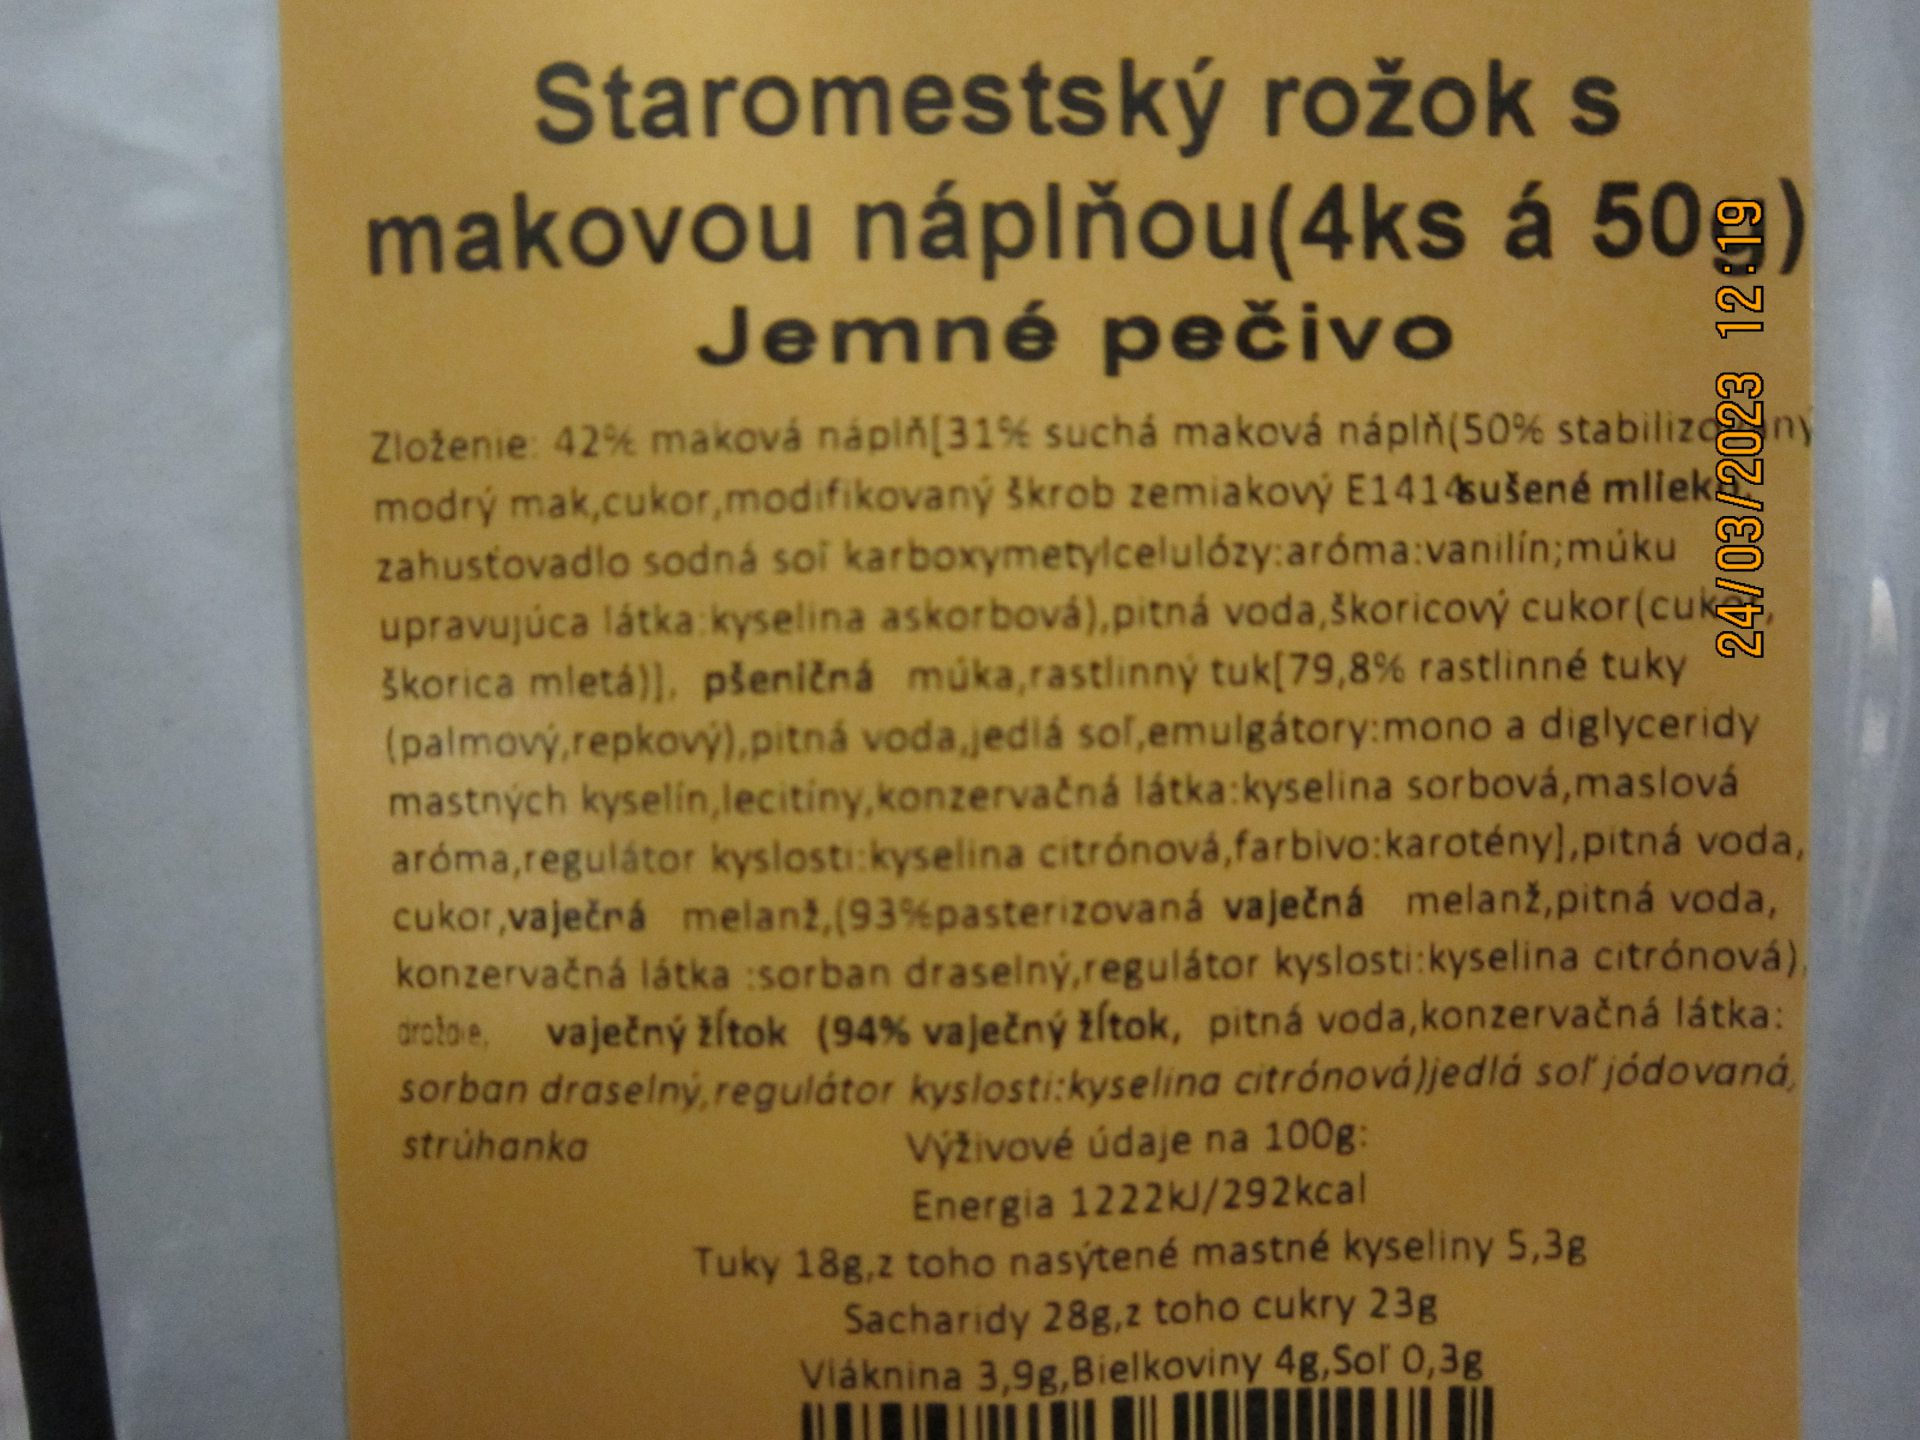 Staromestský rožok s
makovou náplňou(4ks á 50g)
Jemné pečivo
Zloženie: 42% maková náplň[31% suchá maková náplň(50% stabilizovaný
modrý mak,cukor,modifikovaný škrob zemiakový E1414sušené mlieko,
zahusťovadlo sodná soľ karboxymetylcelulózy:aróma:vanilín;múku
upravujúca látka:kyselina askorbová),pitná voda,škoricový cukor(cukor,
škorica mletá)], pšeničná múka,rastlinný tuk[79,8% rastlinné tuky
(palmový,repkový),pitná voda,jedlá soľ,emulgátory:mono a diglyceridy
mastných kyselín,lecitíny,konzervačná látka:kyselina sorbová,maslová
aróma,regulátor kyslosti:kyselina citrónová,farbivo:karotény],pitná voda,
cukor,vaječná melanž,(93%pasterizovaná vaječná melanž,pitná voda,
konzervačná látka :sorban draselný,regulátor kyslosti:kyselina citrónová),
droždie, vaječný žĺtok (94% vaječný žĺtok, pitná voda,konzervačná látka:
sorban draselný,regulátor kyslosti:kyselina citrónová)jedlá soľ jódovaná,
strúhanka Výživové údaje na 100g:
Energia 1222kJ/292kcal
Tuky 18g,z toho nasýtené mastné kyseliny 5,3g
Sacharidy 28g,z toho cukry 23g
Vláknina 3,9g,Bielkoviny 4g,Soľ 0,3g
24/03/2023 12:19